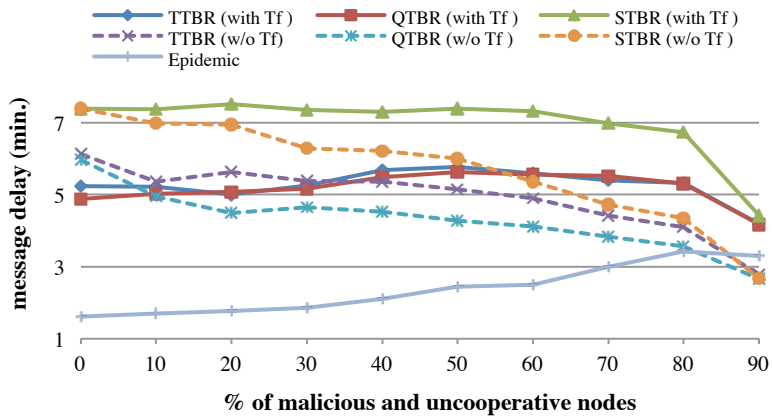 TTBR (with Tf ) QTBR (with Tf ) STBR (with Tf )
TTBR (w/o Tf) QTBR (w/o Tf ) STBR (w/o Tf )
Epidemic
message delay (min.)
7
5
3
1
0 10 20 30 40 50 60 70 80 90
% of malicious and uncooperative nodes